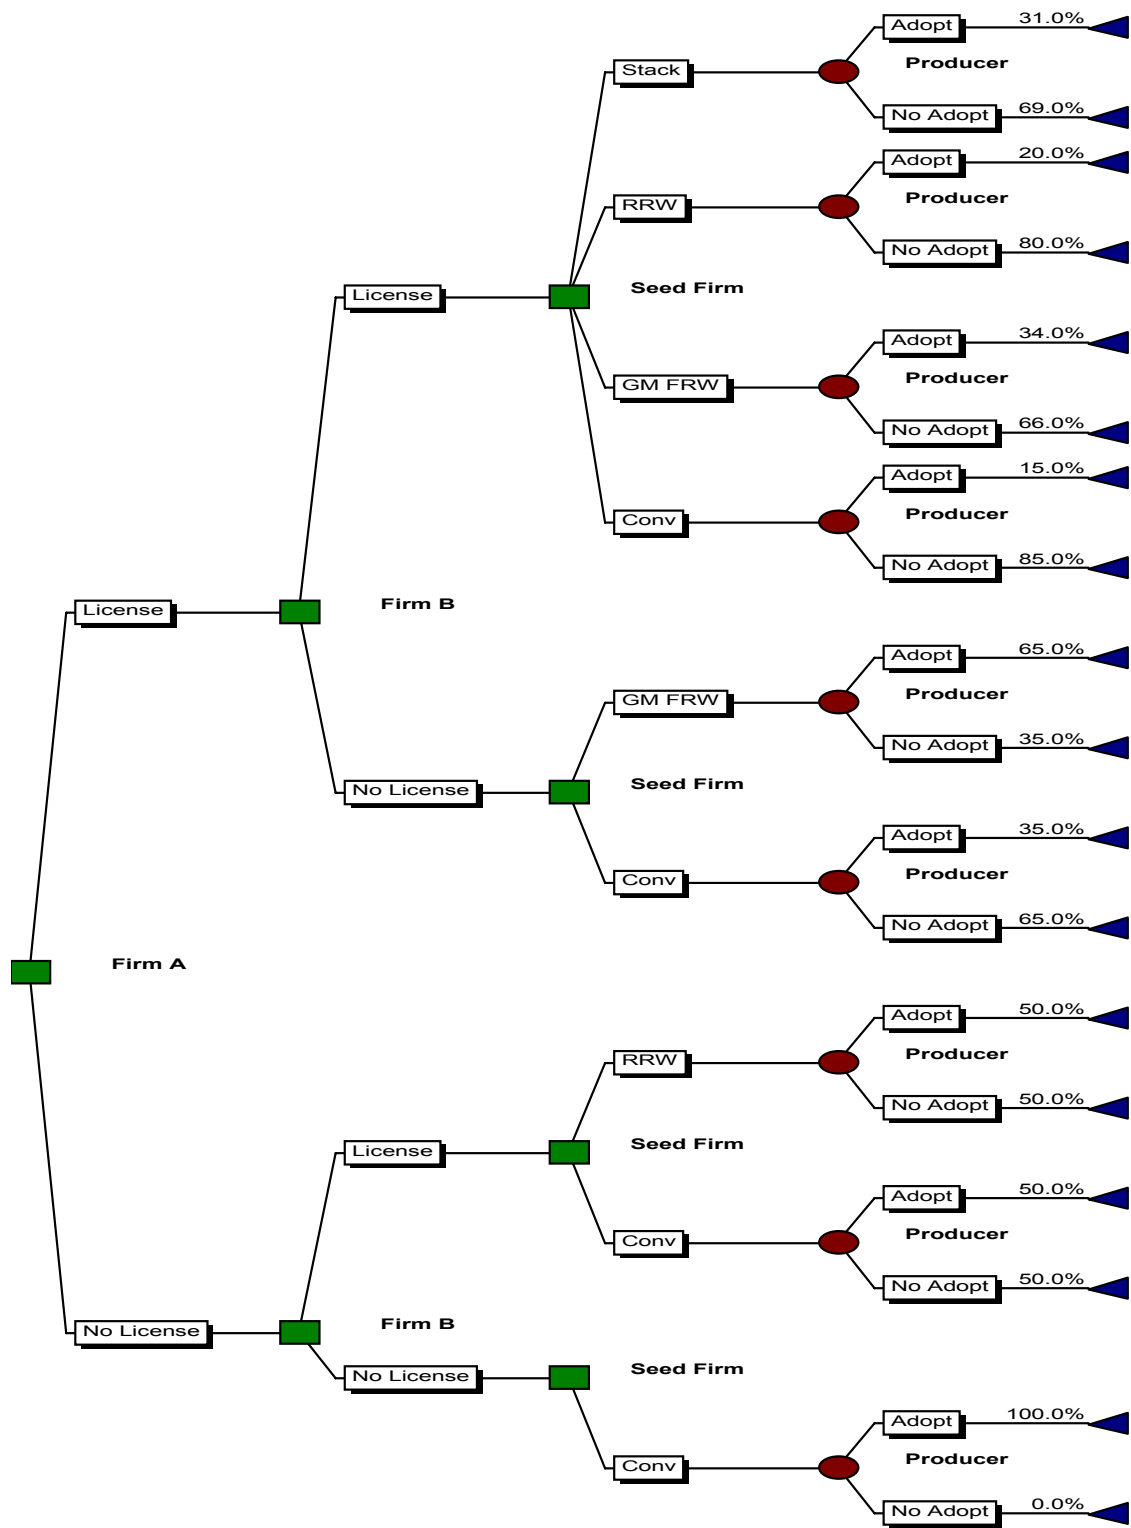 Adopt 31.0%
Stack
Producer
No Adopt 69.0%
Adopt 20.0%
RRW
Producer
No Adopt 80.0%
License
Seed Firm
Adopt 34.0%
GM FRW
Producer
No Adopt 66.0%
Adopt 15.0%
Conv
Producer
No Adopt 85.0%
License
Firm B
Adopt 65.0%
GM FRW
Producer
No Adopt 35.0%
No License
Seed Firm
Adopt 35.0%
Conv
Producer
No Adopt 65.0%
Firm A
Adopt 50.0%
RRW
Producer
No Adopt 50.0%
License
Seed Firm
Adopt 50.0%
Conv
Producer
No Adopt 50.0%
No License
Firm B
No License
Seed Firm
Adopt 100.0%
Conv
Producer
No Adopt 0.0%